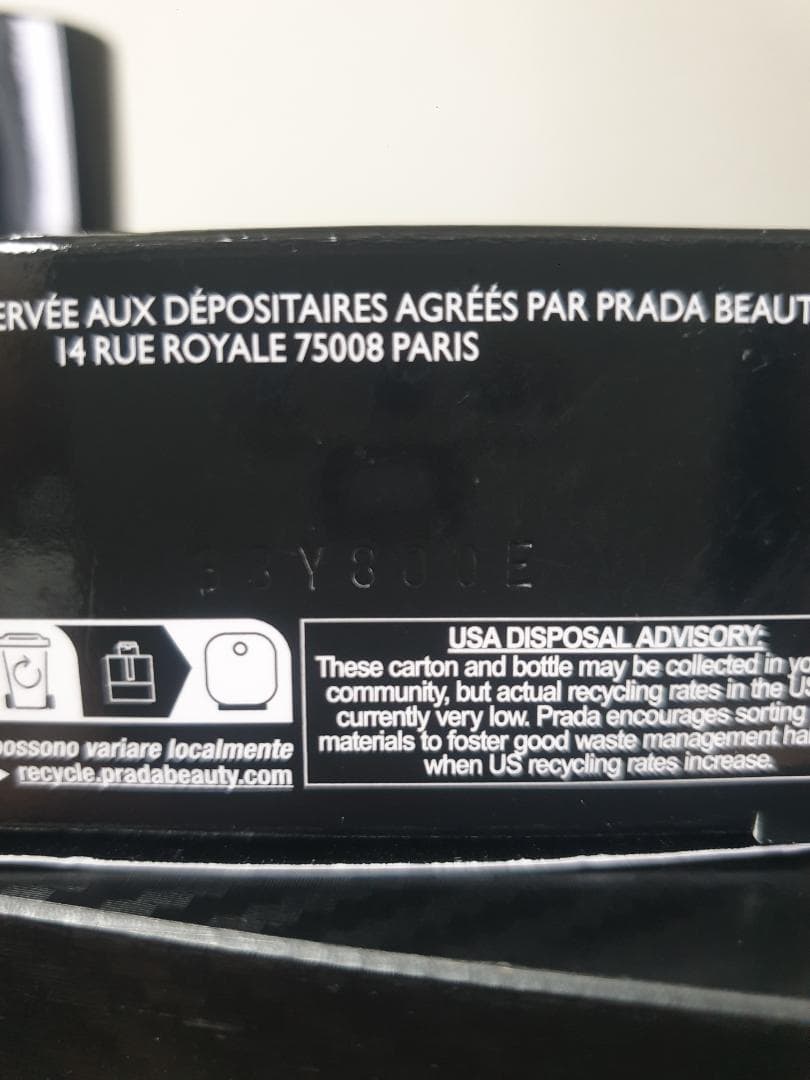 ERVÉE AUX DÉPOSITAIRES AGRÉÉS PAR PRADA BEAUT
14 RUE ROYALE 75008 PARIS
USA DISPOSAL ADVISORY:
These carton and bottle may be collected in yo
community, but actual recycling rates in the US
currently very low. Prada encourages sorting
materials to foster good waste management ha
when US recycling rates increase.
possono variare localmente
recycle.pradabeauty.com